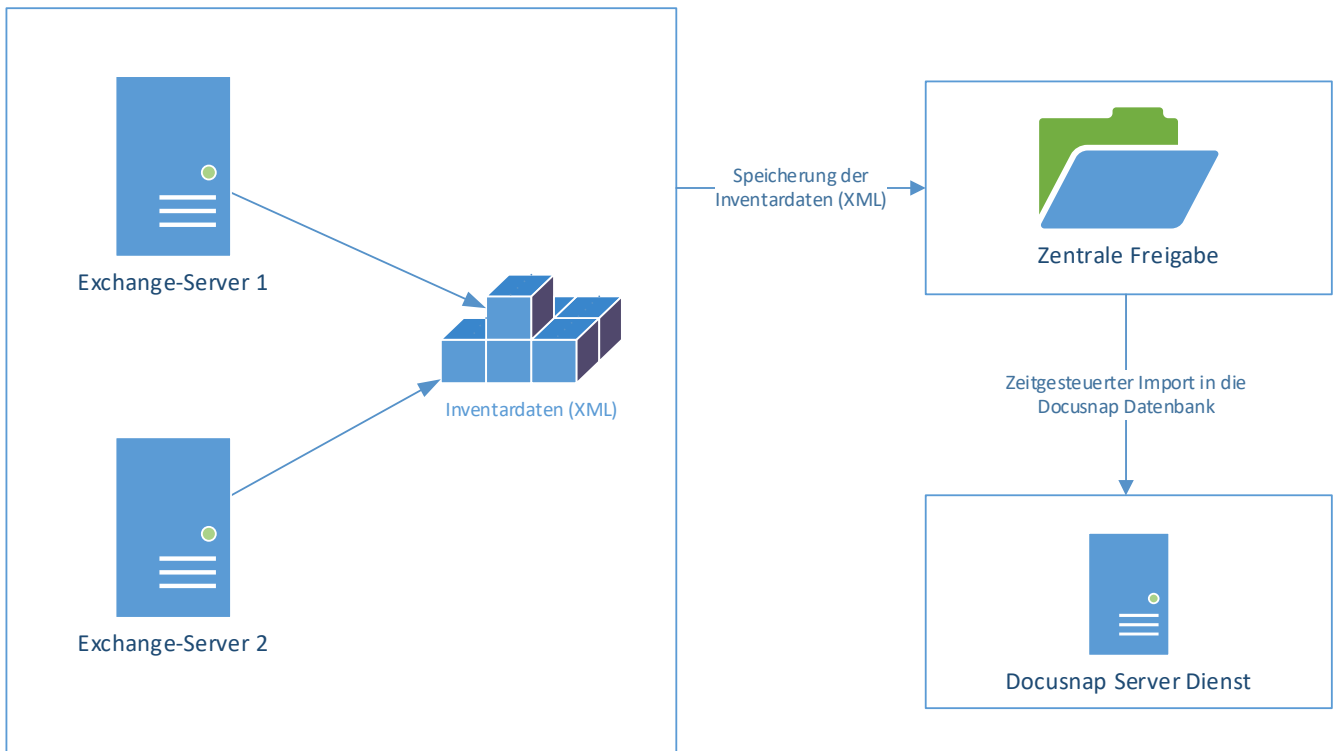 Exchange-Server 1
Inventardaten (XML)
Exchange-Server 2
Speicherung der
Inventardaten (XML)
Zentrale Freigabe
Zeitgesteuerter Import in die
Docusnap Datenbank
Docusnap Server Dienst